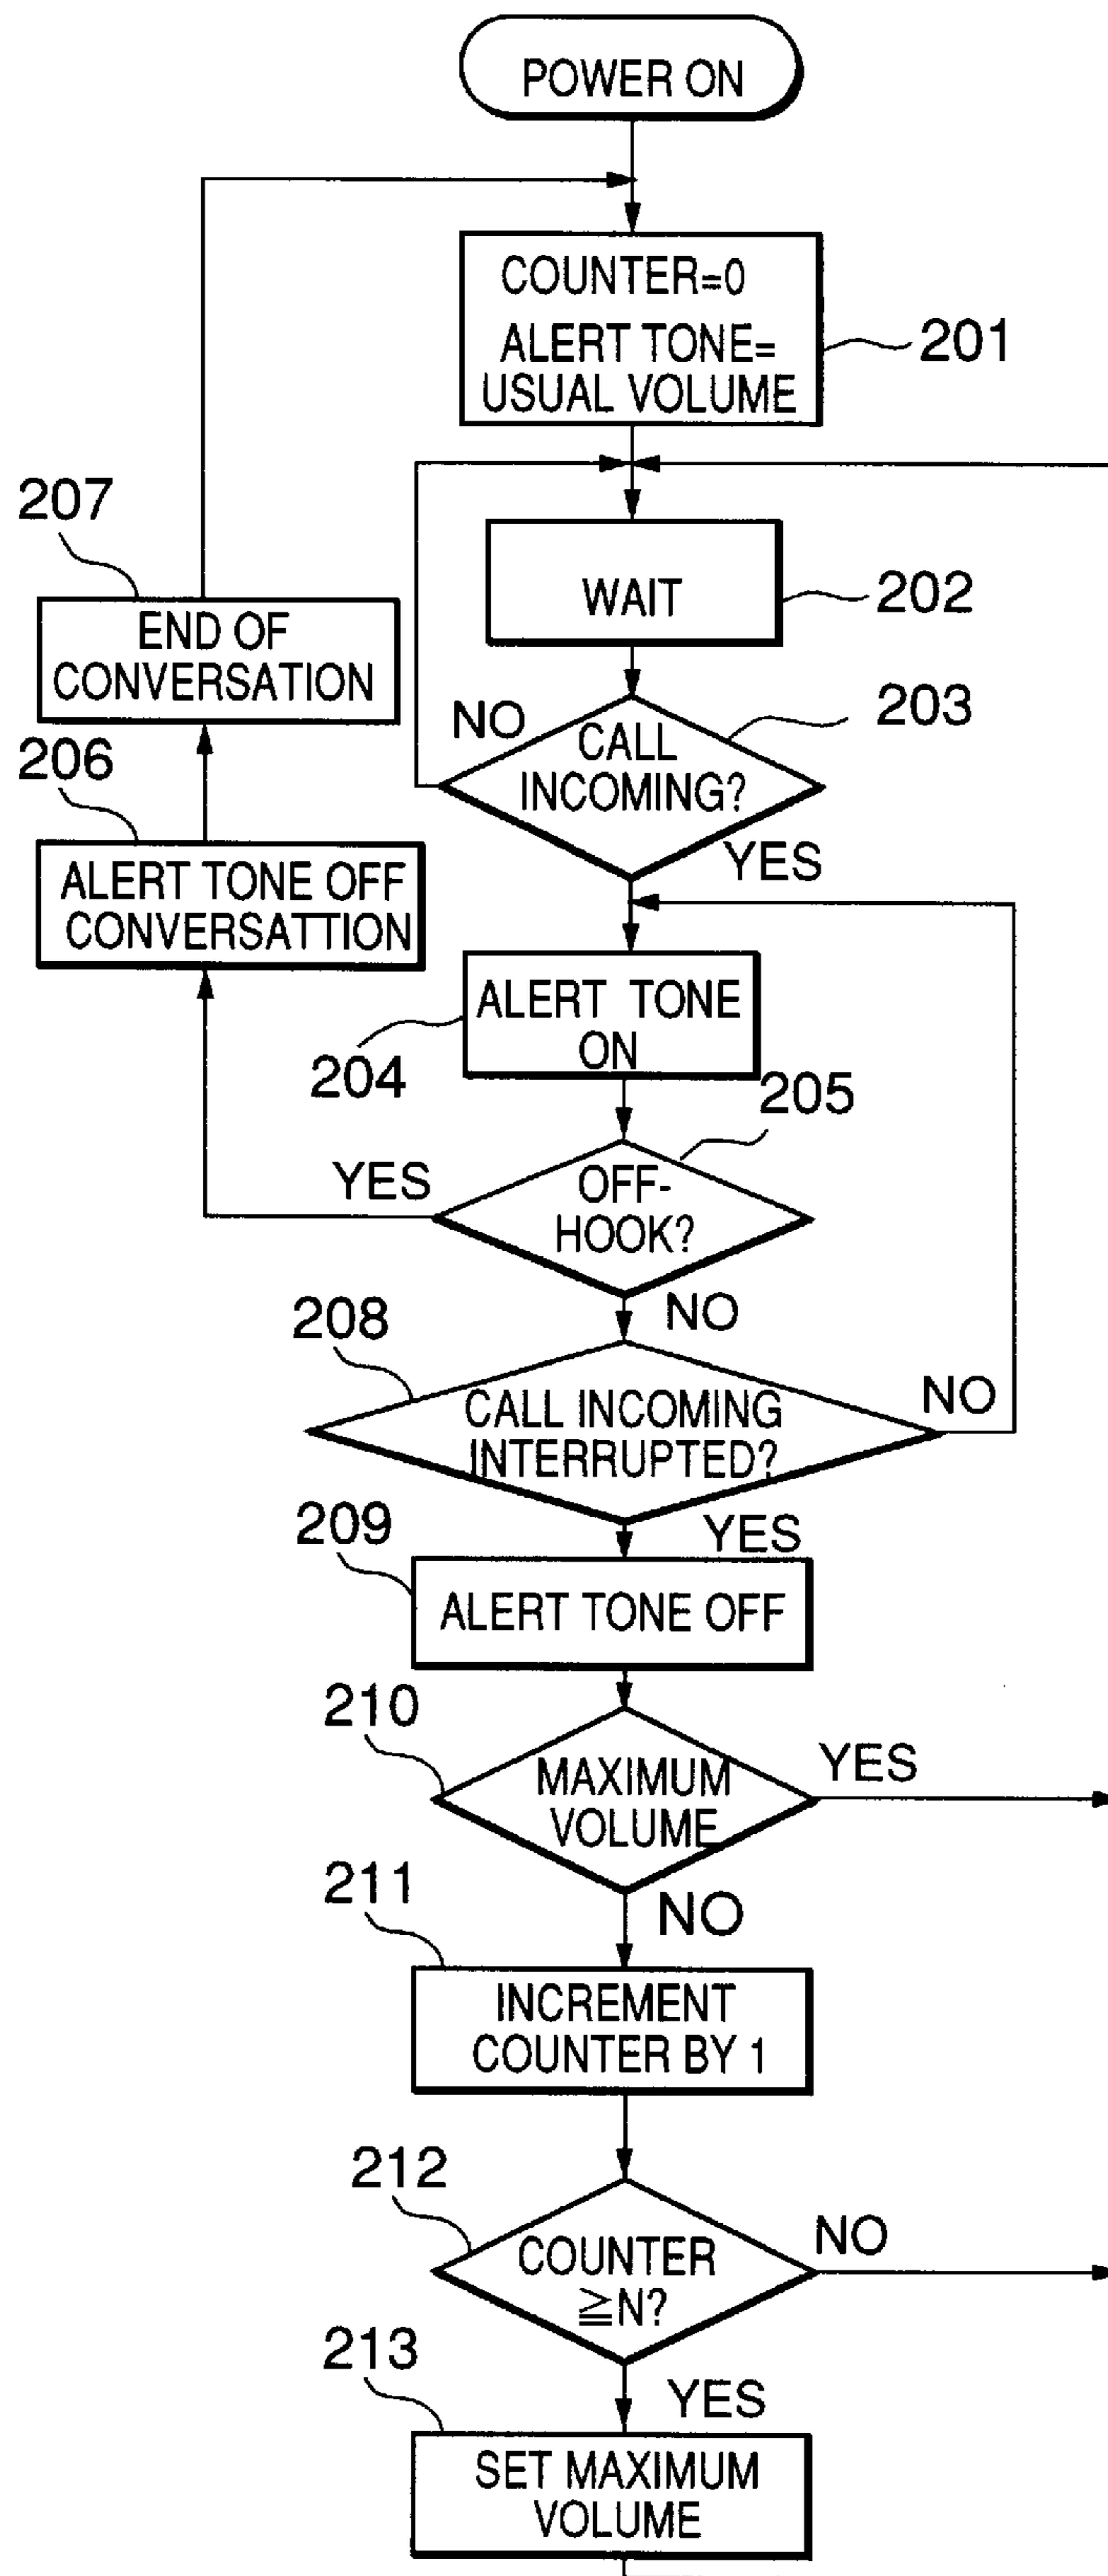 POWER ON
COUNTER=0
ALERT TONE=
USUAL VOLUME
201
207
WAIT
202
END OF
CONVERSATION
NO
CALL
INCOMING?
203
206
YES
ALERT TONE OFF
CONVERSATTION
ALERT TONE
ON
204
205
YES
OFF-
HOOK?
NO
208
CALL INCOMING
INTERRUPTED?
NO
209
YES
ALERT TONE OFF
210
MAXIMUM
VOLUME
YES
211
NO
INCREMENT
COUNTER BY 1
212
COUNTER
≧N?
NO
213
YES
SET MAXIMUM
VOLUME